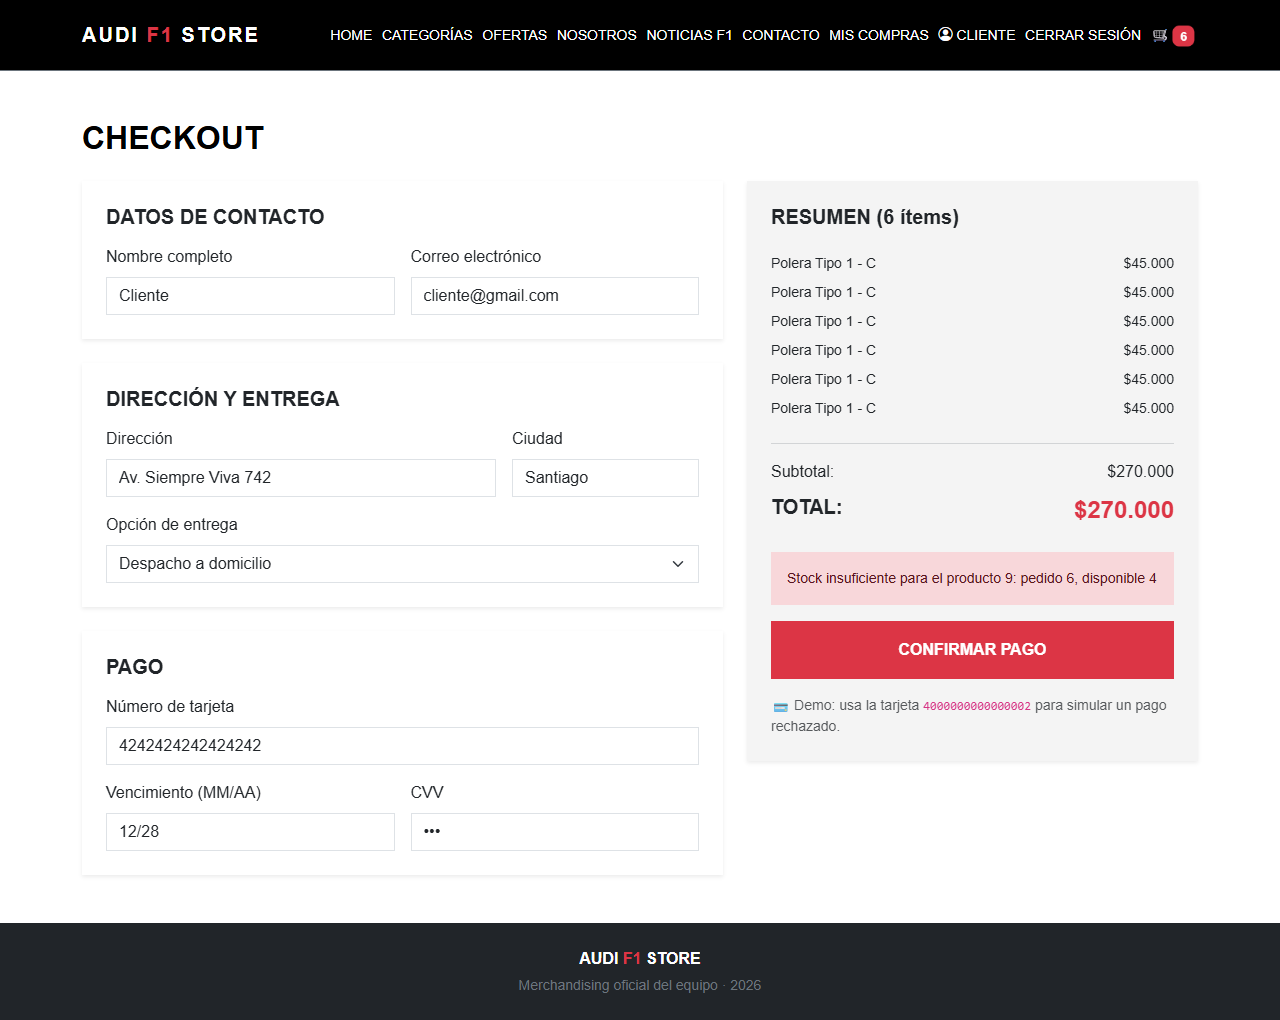 AUDI F1 STORE
HOME CATEGORÍAS OFERTAS NOSOTROS NOTICIAS F1 CONTACTO MIS COMPRAS CLIENTE CERRAR SESIÓN 6
CHECKOUT
DATOS DE CONTACTO
Nombre completo Correo electrónico
Cliente cliente@gmail.com
DIRECCIÓN Y ENTREGA
Dirección Ciudad
Av. Siempre Viva 742 Santiago
Opción de entrega
Despacho a domicilio
PAGO
Número de tarjeta
4242424242424242
Vencimiento (MM/AA) CVV
12/28 •••
RESUMEN (6 ítems)
Polera Tipo 1 - C $45.000
Polera Tipo 1 - C $45.000
Polera Tipo 1 - C $45.000
Polera Tipo 1 - C $45.000
Polera Tipo 1 - C $45.000
Polera Tipo 1 - C $45.000
Subtotal: $270.000
TOTAL: $270.000
Stock insuficiente para el producto 9: pedido 6, disponible 4
CONFIRMAR PAGO
Demo: usa la tarjeta 4000000000000002 para simular un pago
rechazado.
AUDI F1 STORE
Merchandising oficial del equipo · 2026